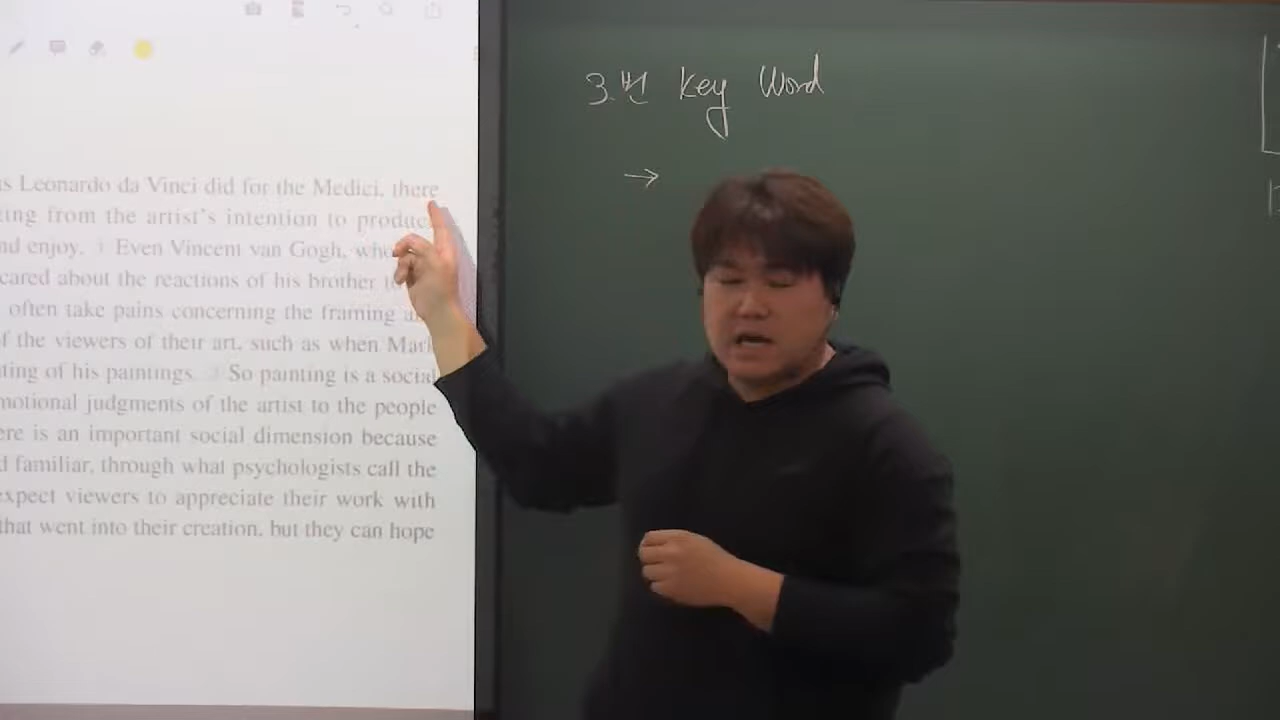 as Leonardo da Vinci did for the Medici, there
ting from the artist's intention to produce
nd enjoy. 4 Even Vincent van Gogh, who
cared about the reactions of his brother
often take pains concerning the framing
f the viewers of their art, such as when Mark
ting of his paintings. So painting is a social
motional judgments of the artist to the people
ere is an important social dimension because
d familiar, through what psychologists call the
expect viewers to appreciate their work with
that went into their creation, but they can hope
3.번 Key Word
→